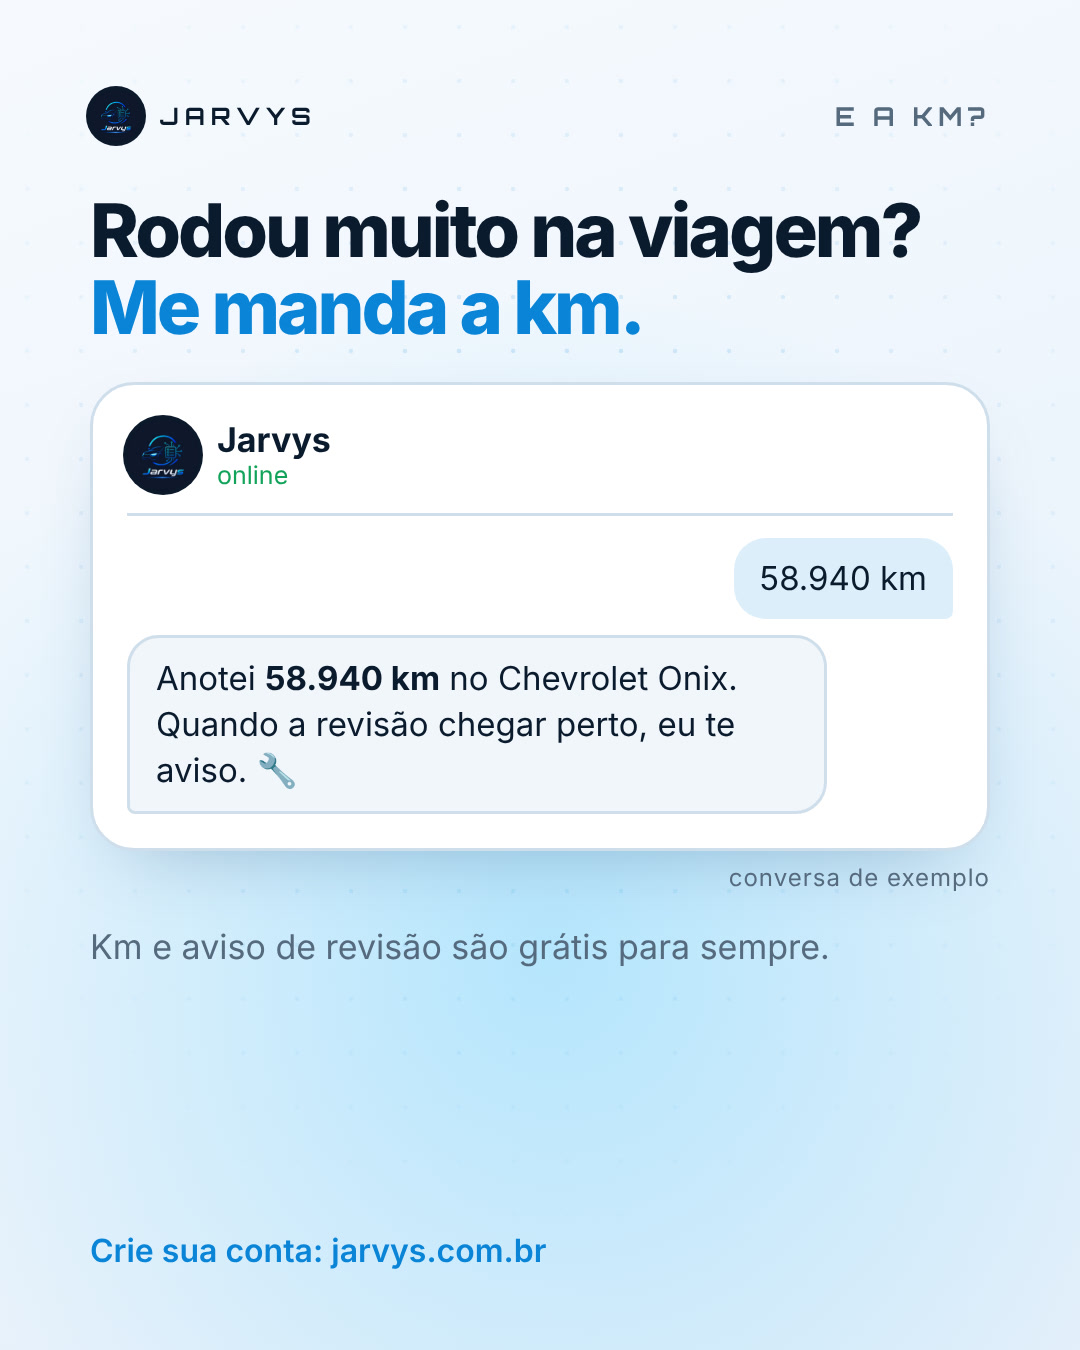 Jarvys
JARVYS
E A KM?
Rodou muito na viagem?
Me manda a km.
Jarvys
Jarvys
online
58.940 km
Anotei 58.940 km no Chevrolet Onix.
Quando a revisão chegar perto, eu te
aviso. 🔧
conversa de exemplo
Km e aviso de revisão são grátis para sempre.
Crie sua conta: jarvys.com.br